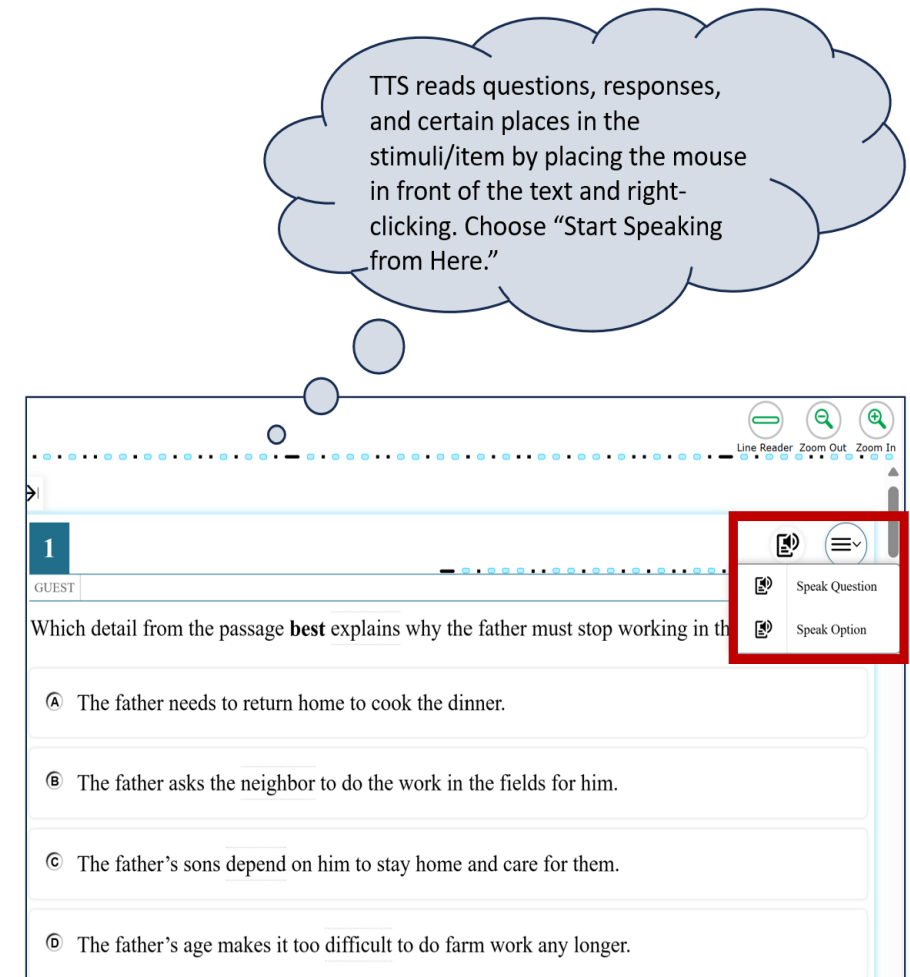 TTS reads questions, responses,
and certain places in the
stimuli/item by placing the mouse
in front of the text and right-
clicking. Choose “Start Speaking
from Here.”
Line Reader Zoom Out Zoom In
1
GUEST
Speak Question
Speak Option
Which detail from the passage best explains why the father must stop working in th
A The father needs to return home to cook the dinner.
B The father asks the neighbor to do the work in the fields for him.
C The father’s sons depend on him to stay home and care for them.
D The father’s age makes it too difficult to do farm work any longer.